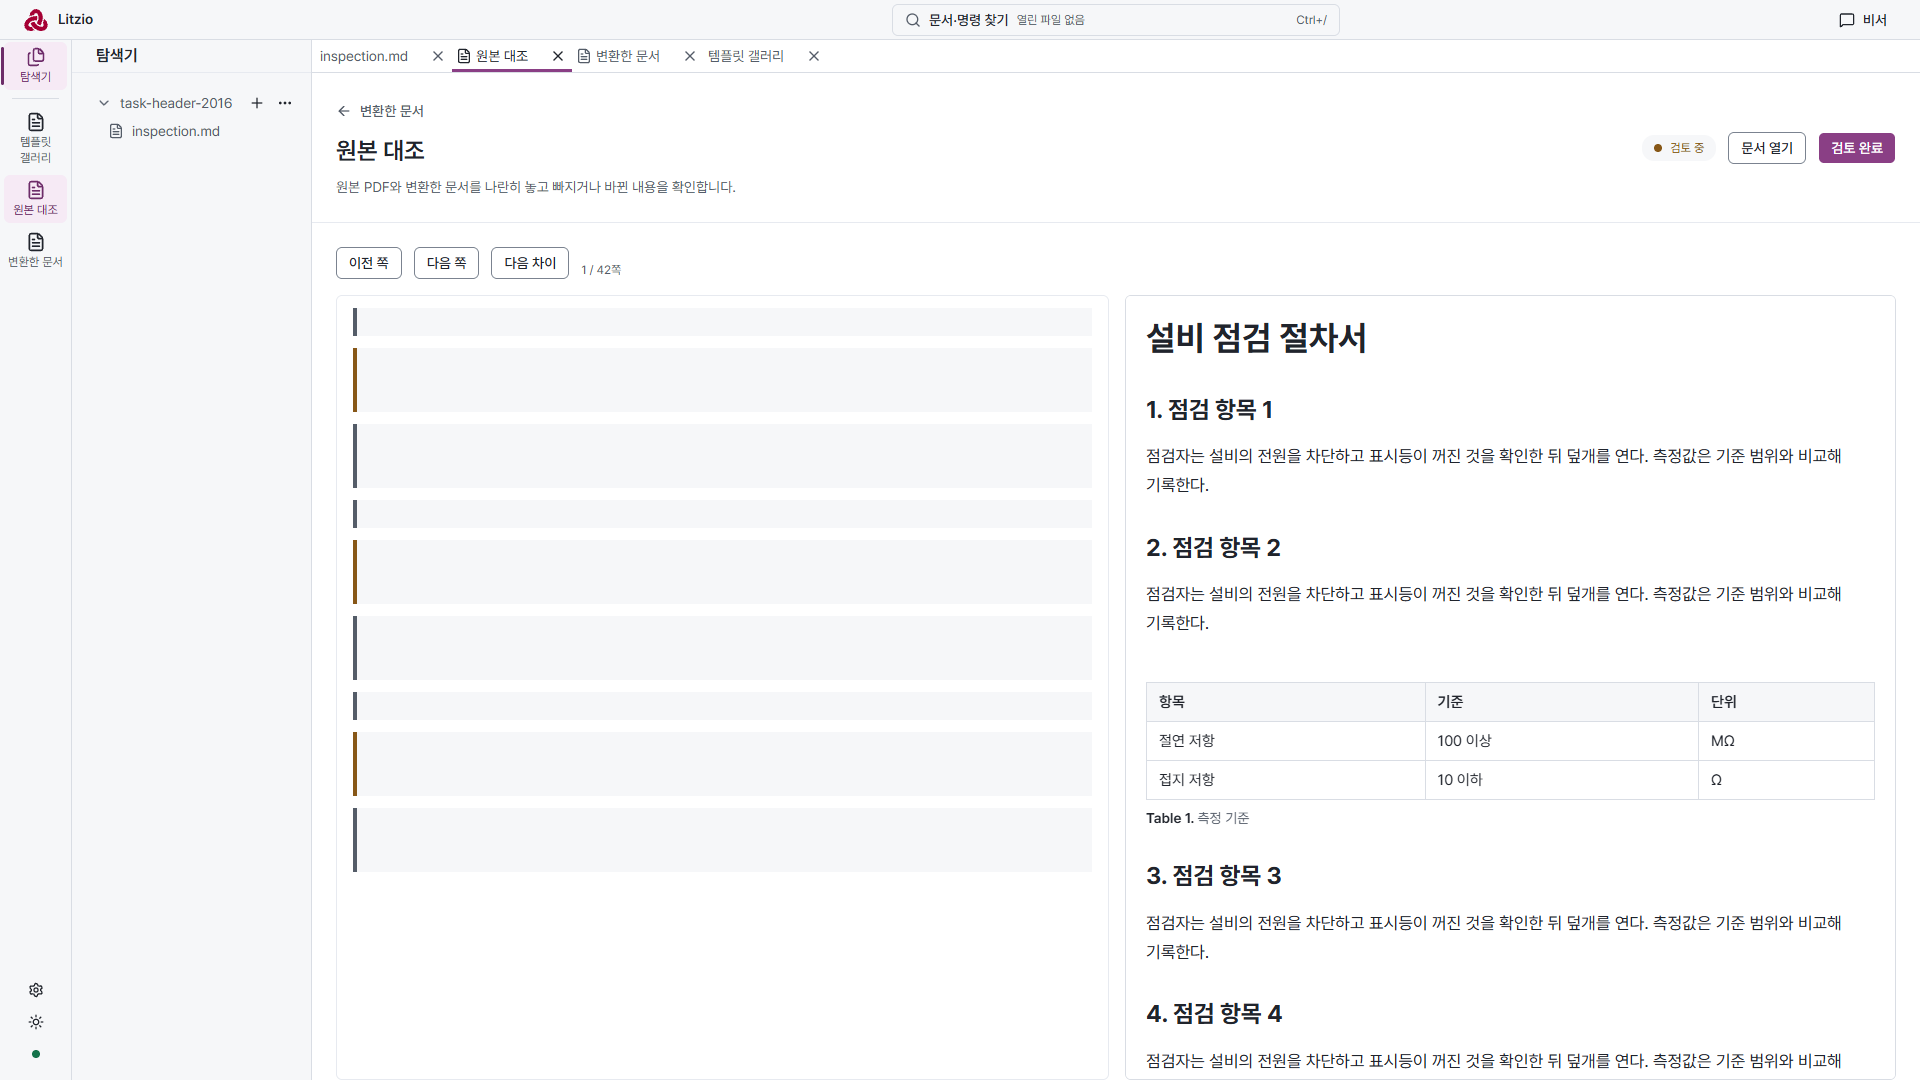 Litzio
문서·명령 찾기 열린 파일 없음 Ctrl+/
비서
탐색기
템플릿
갤러리
원본 대조
변환한 문서
탐색기
task-header-2016
inspection.md
inspection.md
원본 대조
변환한 문서
템플릿 갤러리
변환한 문서
원본 대조
검토 중
문서 열기
검토 완료
원본 PDF와 변환한 문서를 나란히 놓고 빠지거나 바뀐 내용을 확인합니다.
이전 쪽
다음 쪽
다음 차이
1 / 42쪽
설비 점검 절차서
1. 점검 항목 1
점검자는 설비의 전원을 차단하고 표시등이 꺼진 것을 확인한 뒤 덮개를 연다. 측정값은 기준 범위와 비교해
기록한다.
2. 점검 항목 2
점검자는 설비의 전원을 차단하고 표시등이 꺼진 것을 확인한 뒤 덮개를 연다. 측정값은 기준 범위와 비교해
기록한다.
항목 기준 단위
절연 저항 100 이상 MΩ
접지 저항 10 이하 Ω
Table 1. 측정 기준
3. 점검 항목 3
점검자는 설비의 전원을 차단하고 표시등이 꺼진 것을 확인한 뒤 덮개를 연다. 측정값은 기준 범위와 비교해
기록한다.
4. 점검 항목 4
점검자는 설비의 전원을 차단하고 표시등이 꺼진 것을 확인한 뒤 덮개를 연다. 측정값은 기준 범위와 비교해